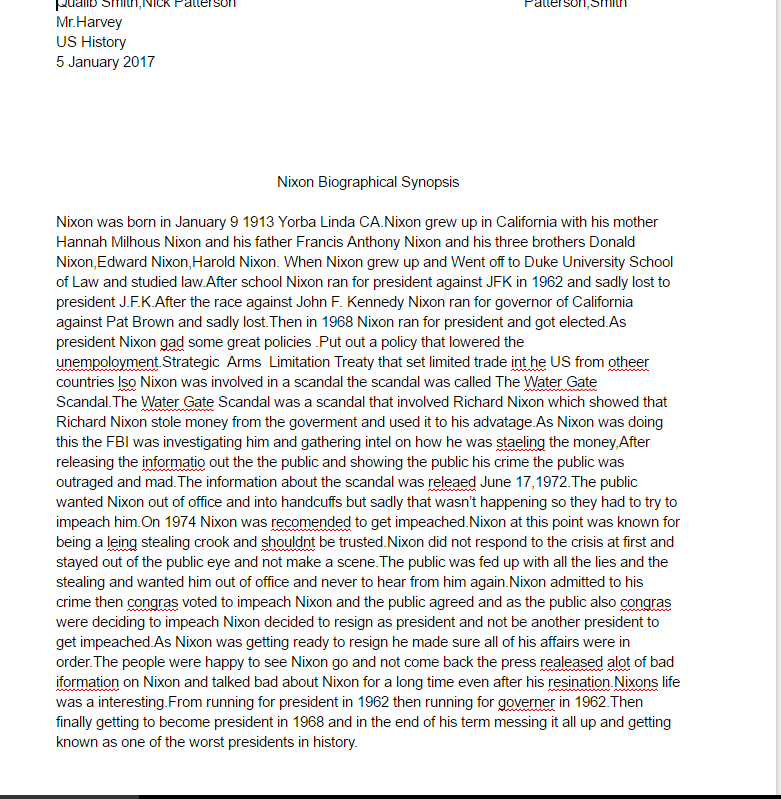 Qualib Smith,Nick Patterson Patterson,Smith
Mr.Harvey
US History
5 January 2017
Nixon Biographical Synopsis
Nixon was born in January 9 1913 Yorba Linda CA.Nixon grew up in California with his mother
Hannah Milhous Nixon and his father Francis Anthony Nixon and his three brothers Donald
Nixon,Edward Nixon,Harold Nixon. When Nixon grew up and Went off to Duke University School
of Law and studied law.After school Nixon ran for president against JFK in 1962 and sadly lost to
president J.F.K.After the race against John F. Kennedy Nixon ran for governor of California
against Pat Brown and sadly lost.Then in 1968 Nixon ran for president and got elected.As
president Nixon gad some great policies .Put out a policy that lowered the
unempoloyment.Strategic Arms Limitation Treaty that set limited trade int he US from otheer
countries Iso Nixon was involved in a scandal the scandal was called The Water Gate
Scandal.The Water Gate Scandal was a scandal that involved Richard Nixon which showed that
Richard Nixon stole money from the goverment and used it to his advatage.As Nixon was doing
this the FBI was investigating him and gathering intel on how he was staeling the money,After
releasing the informatio out the the public and showing the public his crime the public was
outraged and mad.The information about the scandal was releaed June 17,1972.The public
wanted Nixon out of office and into handcuffs but sadly that wasn't happening so they had to try to
impeach him.On 1974 Nixon was recomended to get impeached.Nixon at this point was known for
being a leing stealing crook and shouldnt be trusted.Nixon did not respond to the crisis at first and
stayed out of the public eye and not make a scene.The public was fed up with all the lies and the
stealing and wanted him out of office and never to hear from him again.Nixon admitted to his
crime then congras voted to impeach Nixon and the public agreed and as the public also congras
were deciding to impeach Nixon decided to resign as president and not be another president to
get impeached.As Nixon was getting ready to resign he made sure all of his affairs were in
order.The people were happy to see Nixon go and not come back the press realeased alot of bad
iformation on Nixon and talked bad about Nixon for a long time even after his resination.Nixons life
was a interesting.From running for president in 1962 then running for governer in 1962.Then
finally getting to become president in 1968 and in the end of his term messing it all up and getting
known as one of the worst presidents in history.